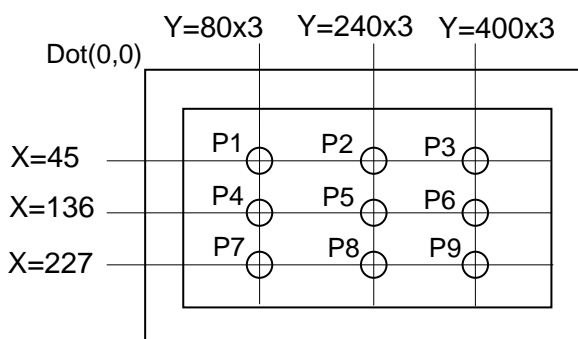 Y=80x3 Y=240x3 Y=400x3
Dot(0,0)
X=45 P1 P2 P3
X=136 P4 P5 P6
X=227 P7 P8 P9